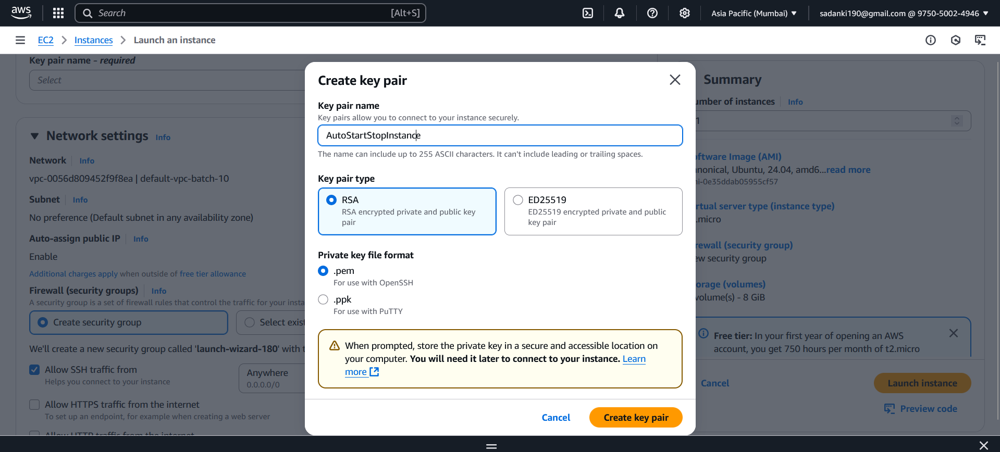 aws
Search
[Alt+S]
Asia Pacific (Mumbai)
sadanki190@gmail.com @ 9750-5002-4946
EC2
Instances
Launch an instance
Key pair name - required
Select
Network settings
Info
Network
Info
vpc-0056d809452f9f8ea | default-vpc-batch-10
Subnet
Info
No preference (Default subnet in any availability zone)
Auto-assign public IP
Info
Enable
Additional charges apply when outside of free tier allowance
Firewall (security groups)
Info
A security group is a set of firewall rules that control the traffic for your insta
Create security group
Select exist
We'll create a new security group called 'launch-wizard-180' with t
Allow SSH traffic from
Helps you connect to your instance
Anywhere
0.0.0.0/0
Allow HTTPS traffic from the internet
To set up an endpoint, for example when creating a web server
Allow HTTP traffic from the internet
Create key pair
Key pair name
Key pairs allow you to connect to your instance securely.
AutoStartStopInstance
The name can include up to 255 ASCII characters. It can't include leading or trailing spaces.
Key pair type
RSA
RSA encrypted private and public key
pair
ED25519
ED25519 encrypted private and public
key pair
Private key file format
.pem
For use with OpenSSH
.ppk
For use with PuTTY
When prompted, store the private key in a secure and accessible location on
your computer. You will need it later to connect to your instance. Learn
more
Cancel
Create key pair
Summary
umber of instances
Info
1
ftware Image (AMI)
nonical, Ubuntu, 24.04, amd6...read more
ni-0e35ddab05955cf57
rtual server type (instance type)
.micro
rewall (security group)
ew security group
orage (volumes)
volume(s) - 8 GiB
Free tier: In your first year of opening an AWS
account, you get 750 hours per month of t2.micro
Cancel
Launch instance
Preview code